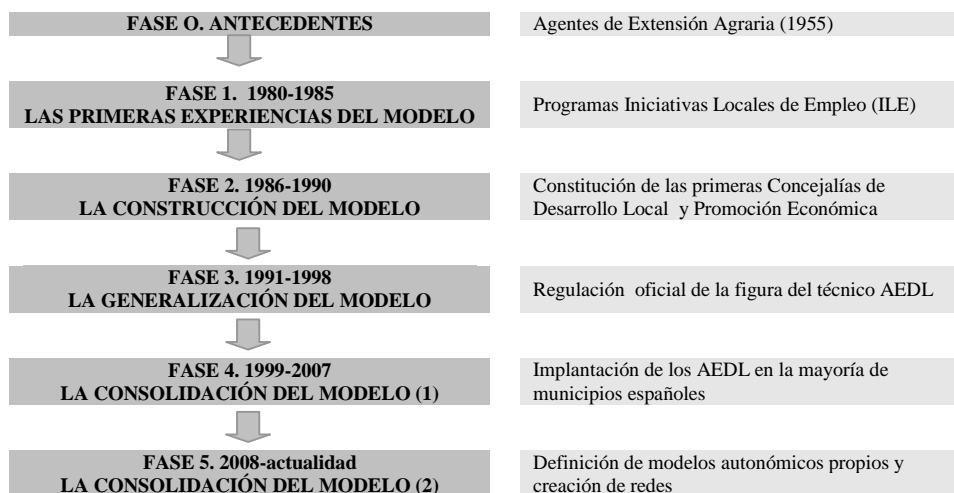 FASE O. ANTECEDENTES
Agentes de Extensión Agraria (1955)
FASE 1.  1980-1985
LAS PRIMERAS EXPERIENCIAS DEL MODELO
Programas Iniciativas Locales de Empleo (ILE)
FASE 2. 1986-1990
LA CONSTRUCCIÓN DEL MODELO
Constitución de las primeras Concejalías de
Desarrollo Local  y Promoción Económica
FASE 3. 1991-1998
LA GENERALIZACIÓN DEL MODELO
Regulación  oficial de la figura del técnico AEDL
FASE 4. 1999-2007
LA CONSOLIDACIÓN DEL MODELO (1)
Implantación de los AEDL en la mayoría de
municipios españoles
FASE 5. 2008-actualidad
LA CONSOLIDACIÓN DEL MODELO (2)
Definición de modelos autonómicos propios y
creación de redes